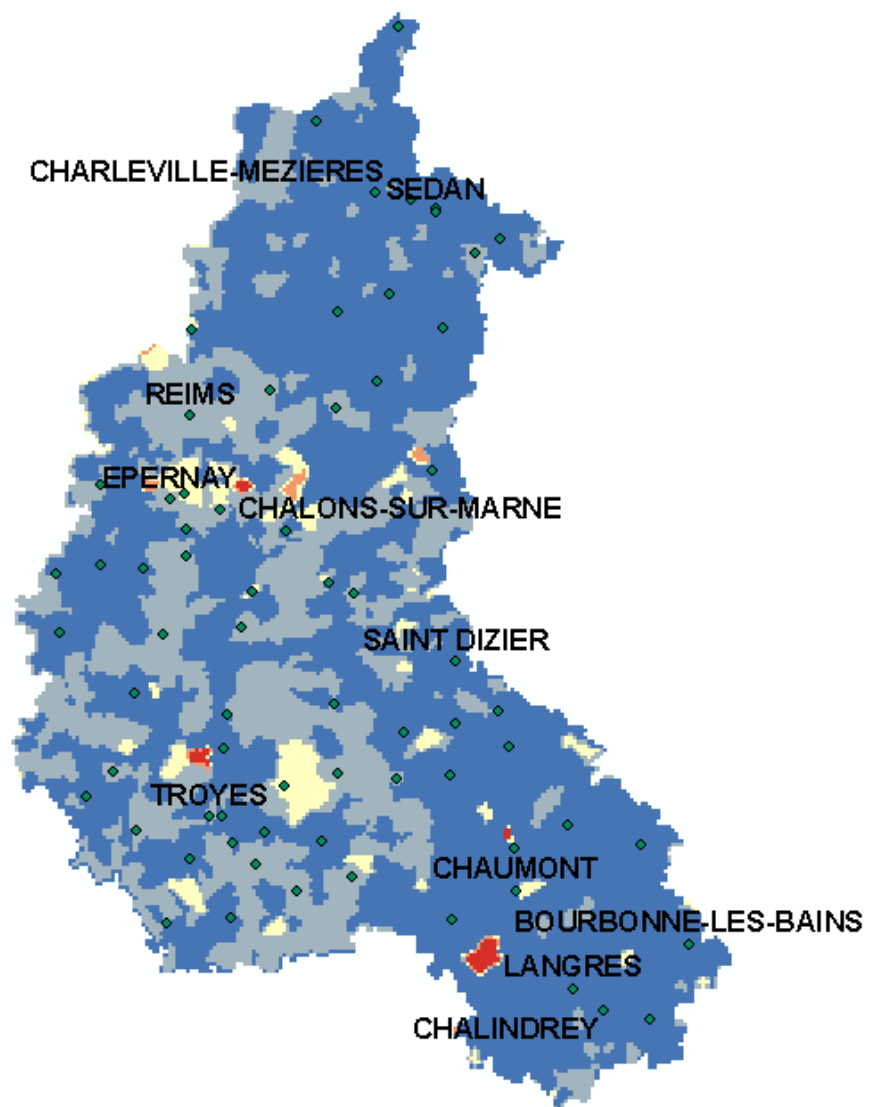 CHARLEVILLE-MEZIERES
SEDAN
REIMS
EPERNAY
CHALONS-SUR-MARNE
SAINT DIZIER
TROYES
CHAUMONT
BOURBONNE-LES-BAINS
LANGRES
CHALINDREY